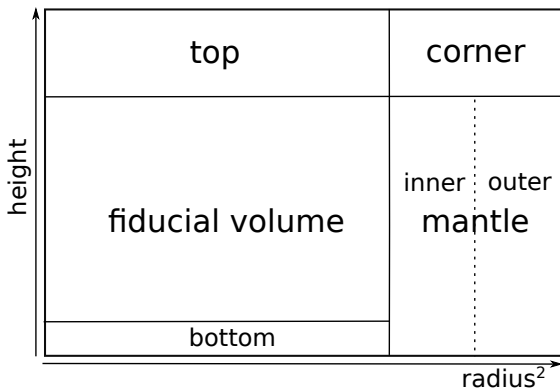 top
corner
height
inner
outer
fiducial volume
mantle
bottom
radius²